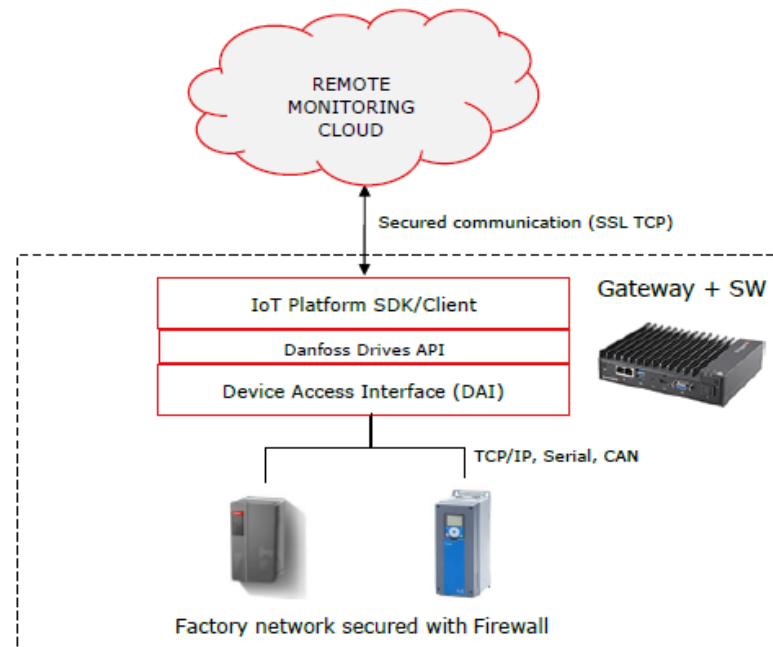 REMOTE
MONITORING
CLOUD
Secured communication (SSL TCP)
IoT Platform SDK/Client
Gateway + SW
Danfoss Drives API
Device Access Interface (DAI)
TCP/IP, Serial, CAN
Factory network secured with Firewall